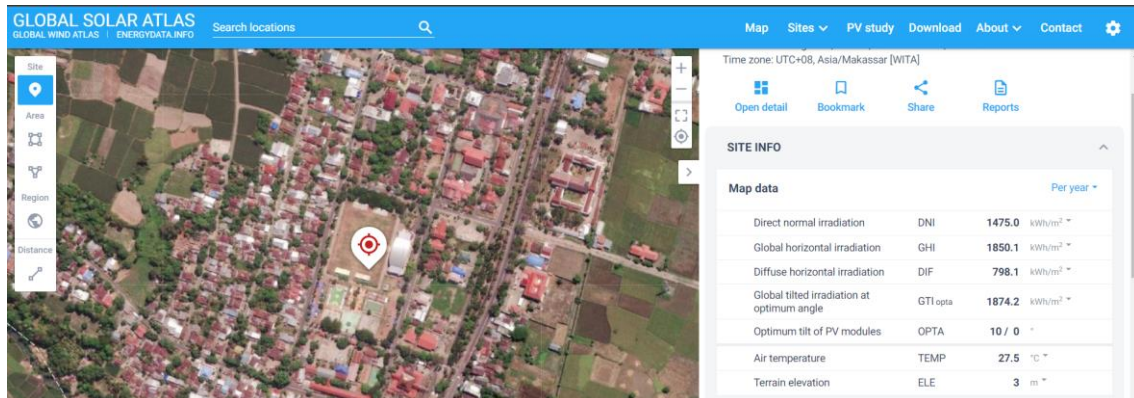 GLOBAL SOLAR ATLAS
GLOBAL WIND ATLAS | ENERGYDATA.INFO
Search locations
Map Sites PV study Download About Contact
Site
Area
Region
Distance
Time zone: UTC+08, Asia/Makassar [WITA]
Open detail Bookmark Share Reports
SITE INFO
Map data Per year
Direct normal irradiation DNI 1475.0 kWh/m²
Global horizontal irradiation GHI 1850.1 kWh/m²
Diffuse horizontal irradiation DIF 798.1 kWh/m²
Global tilted irradiation at
optimum angle GTI opta 1874.2 kWh/m²
Optimum tilt of PV modules OPTA 10 / 0 °
Air temperature TEMP 27.5 °C
Terrain elevation ELE 3 m